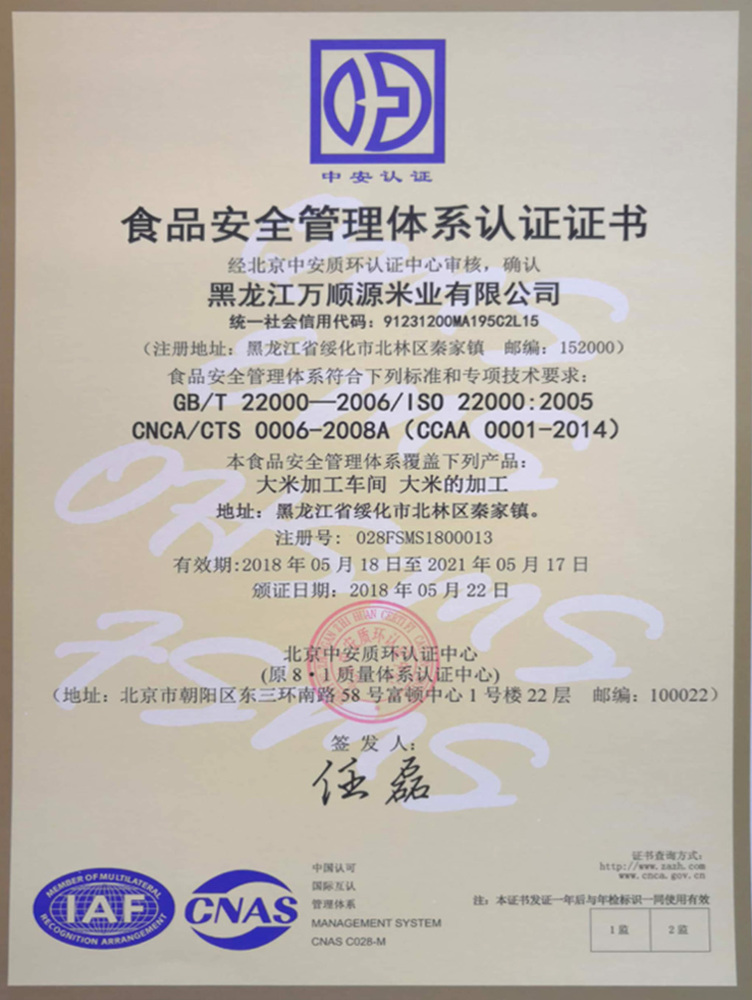 中安认证
食品安全管理体系认证证书
经北京中安质环认证中心审核，确认
黑龙江万顺源米业有限公司
统一社会信用代码：91231200MA195C2L15
（注册地址：黑龙江省绥化市北林区秦家镇 邮编：152000）
食品安全管理体系符合下列标准和专项技术要求：
GB/T 22000—2006/ISO 22000:2005
CNCA/CTS 0006-2008A（CCAA 0001-2014）
本食品安全管理体系覆盖下列产品：
大米加工车间 大米的加工
地址：黑龙江省绥化市北林区秦家镇。
注册号： 028FSMS1800013
有效期:2018 年 05 月 18 日至 2021 年 05 月 17 日
颁证日期：2018 年 05 月 22 日
北京中安质环认证中心
(原 8·1 质量体系认证中心)
（地址：北京市朝阳区东三环南路 58 号富顿中心 1 号楼 22 层 邮编：100022）
签 发 人：
任磊
MEMBER OF MULTILATERAL
IAF
RECOGNITION ARRANGEMENT
CNAS
中国认可
国际互认
管理体系
MANAGEMENT SYSTEM
CNAS C028-M
证书查询方式：
http://www.zazh.com
www.cnca.gov.cn
注：本证书发证一年后与年检标识一同使用有效
1 监
2 监